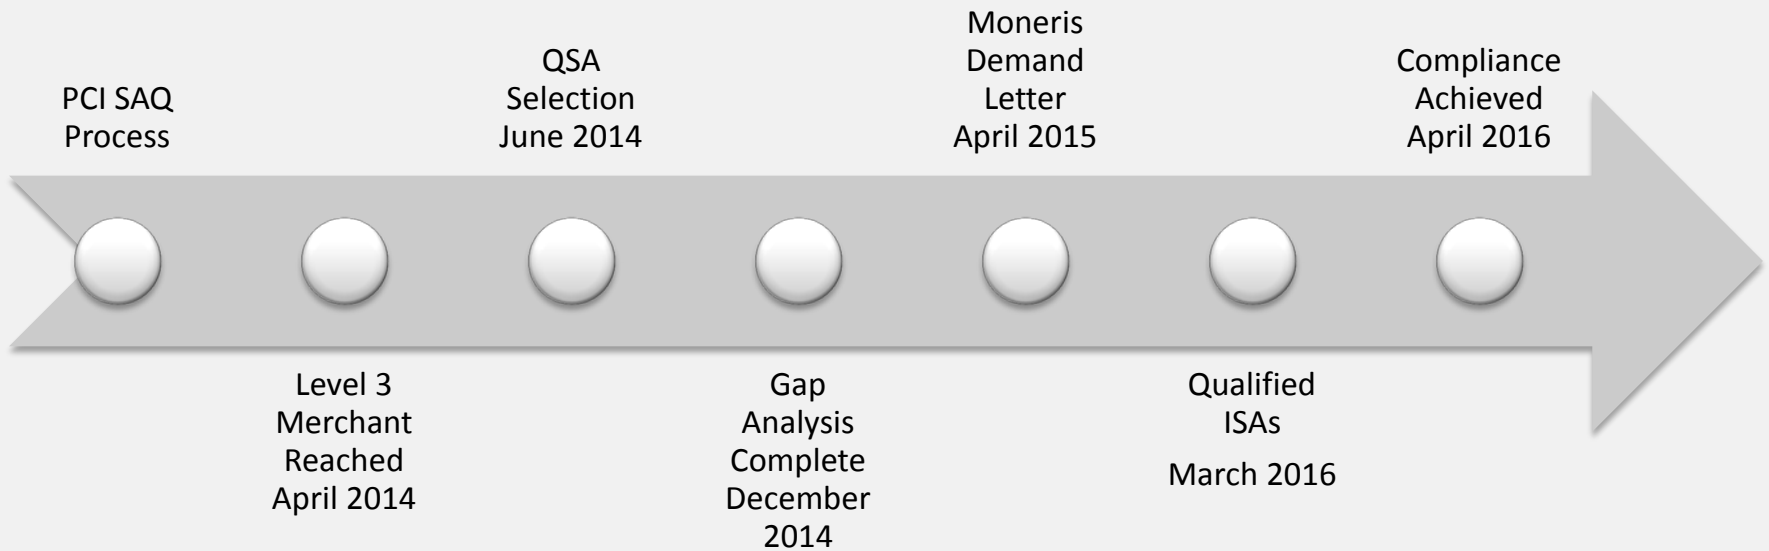 PCI SAQ
Process
Level 3
Merchant
Reached
April 2014
QSA
Selection
June 2014
Gap
Analysis
Complete
December
2014
Moneris
Demand
Letter
April 2015
Qualified
ISAs
March 2016
Compliance
Achieved
April 2016